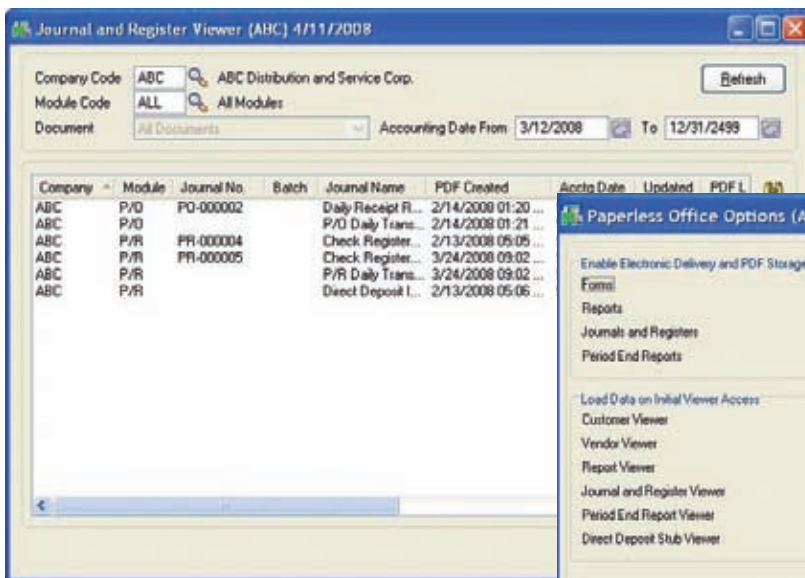 Journal and Register Viewer (ABC) 4/11/2008
Company Code ABC ABC Distribution and Service Corp. Refresh
Module Code ALL All Modules
Document All Documents Accounting Date From 3/12/2008 To 12/31/2499
Company Module Journal No. Batch Journal Name PDF Created Acctg Date Updated PDF L
ABC P/O PO-000002 Daily Receipt R... 2/14/2008 01:20 ...
ABC P/O P/O Daily Trans... 2/14/2008 01:21 ...
ABC P/R PR-000004 Check Register... 2/13/2008 05:05 ...
ABC P/R PR-000005 Check Register... 3/24/2008 09:02 ...
ABC P/R P/R Daily Trans... 3/24/2008 09:02 ...
ABC P/R Direct Deposit I... 2/13/2008 05:06 ...
Paperless Office Options (A
Enable Electronic Delivery and PDF Storage
Forms
Reports
Journals and Registers
Period End Reports
Load Data on Initial Viewer Access
Customer Viewer
Vendor Viewer
Report Viewer
Journal and Register Viewer
Period End Report Viewer
Direct Deposit Stub Viewer